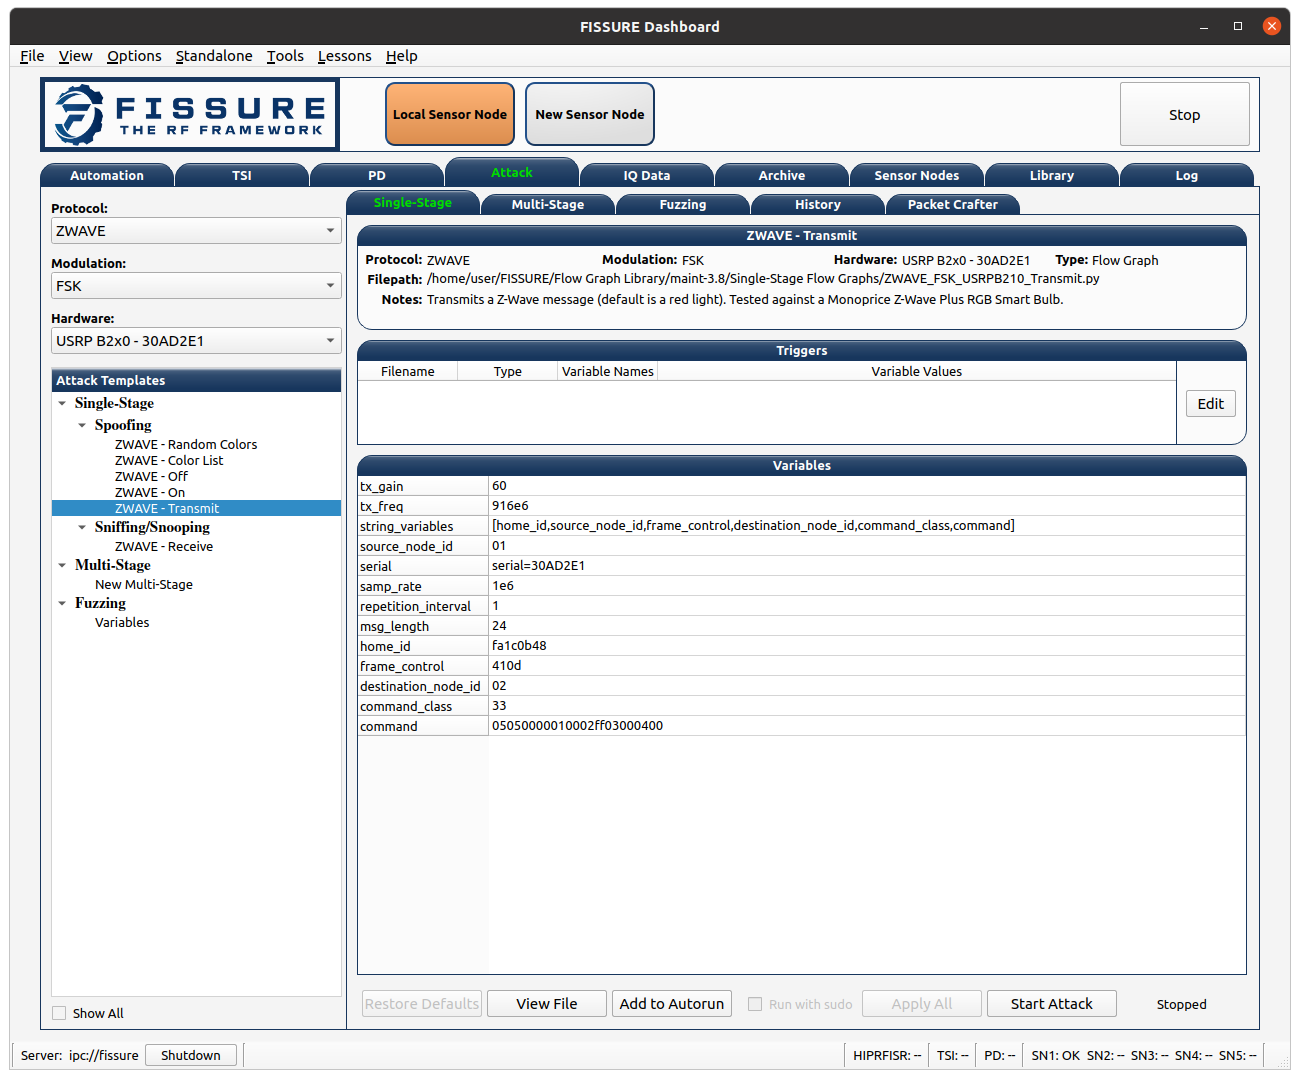 FISSURE Dashboard
File View Options Standalone Tools Lessons Help
FISSURE
THE RF FRAMEWORK
Local Sensor Node
New Sensor Node
Stop
Automation TSI PD Attack IQ Data Archive Sensor Nodes Library Log
Protocol:
ZWAVE
Modulation:
FSK
Hardware:
USRP B2x0 - 30AD2E1
Attack Templates
Single-Stage
Spoofing
ZWAVE - Random Colors
ZWAVE - Color List
ZWAVE - Off
ZWAVE - On
ZWAVE - Transmit
Sniffing/Snooping
ZWAVE - Receive
Multi-Stage
New Multi-Stage
Fuzzing
Variables
Show All
Single-Stage Multi-Stage Fuzzing History Packet Crafter
ZWAVE - Transmit
Protocol: ZWAVE Modulation: FSK Hardware: USRP B2x0 - 30AD2E1 Type: Flow Graph
Filepath: /home/user/FISSURE/Flow Graph Library/maint-3.8/Single-Stage Flow Graphs/ZWAVE_FSK_USRPB210_Transmit.py
Notes: Transmits a Z-Wave message (default is a red light). Tested against a Monoprice Z-Wave Plus RGB Smart Bulb.
Triggers
Filename Type Variable Names Variable Values
Edit
Variables
tx_gain 60
tx_freq 916e6
string_variables [home_id,source_node_id,frame_control,destination_node_id,command_class,command]
source_node_id 01
serial serial=30AD2E1
samp_rate 1e6
repetition_interval 1
msg_length 24
home_id fa1c0b48
frame_control 410d
destination_node_id 02
command_class 33
command 05050000010002ff03000400
Restore Defaults View File Add to Autorun Run with sudo Apply All Start Attack Stopped
Server: ipc://fissure Shutdown HIPRFISR: -- TSI: -- PD: -- SN1: OK SN2: -- SN3: -- SN4: -- SN5: --